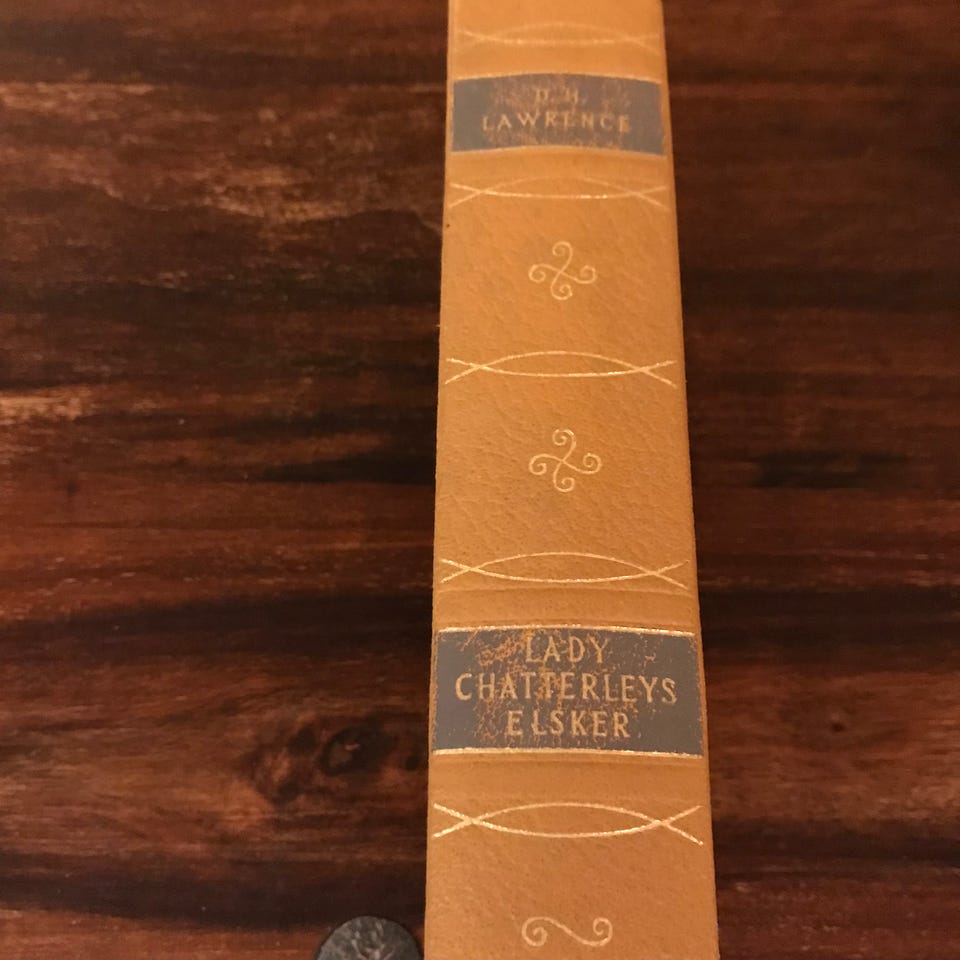 D. H.
LAWRENCE
LADY
CHATTERLEYS
ELSKER